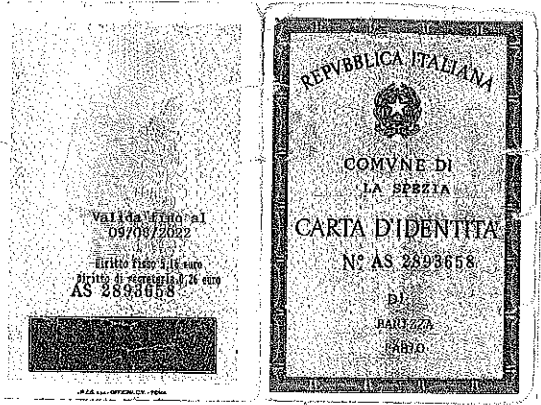 Valida fino al
09/08/2022
diritto fisso 5,16 euro
Diritto di segreteria 0,26 euro
AS 2893658
REPVBBLICA ITALIANA
COMVNE DI
LA SPEZIA
CARTA D'IDENTITA'
N° AS 2893658
DI